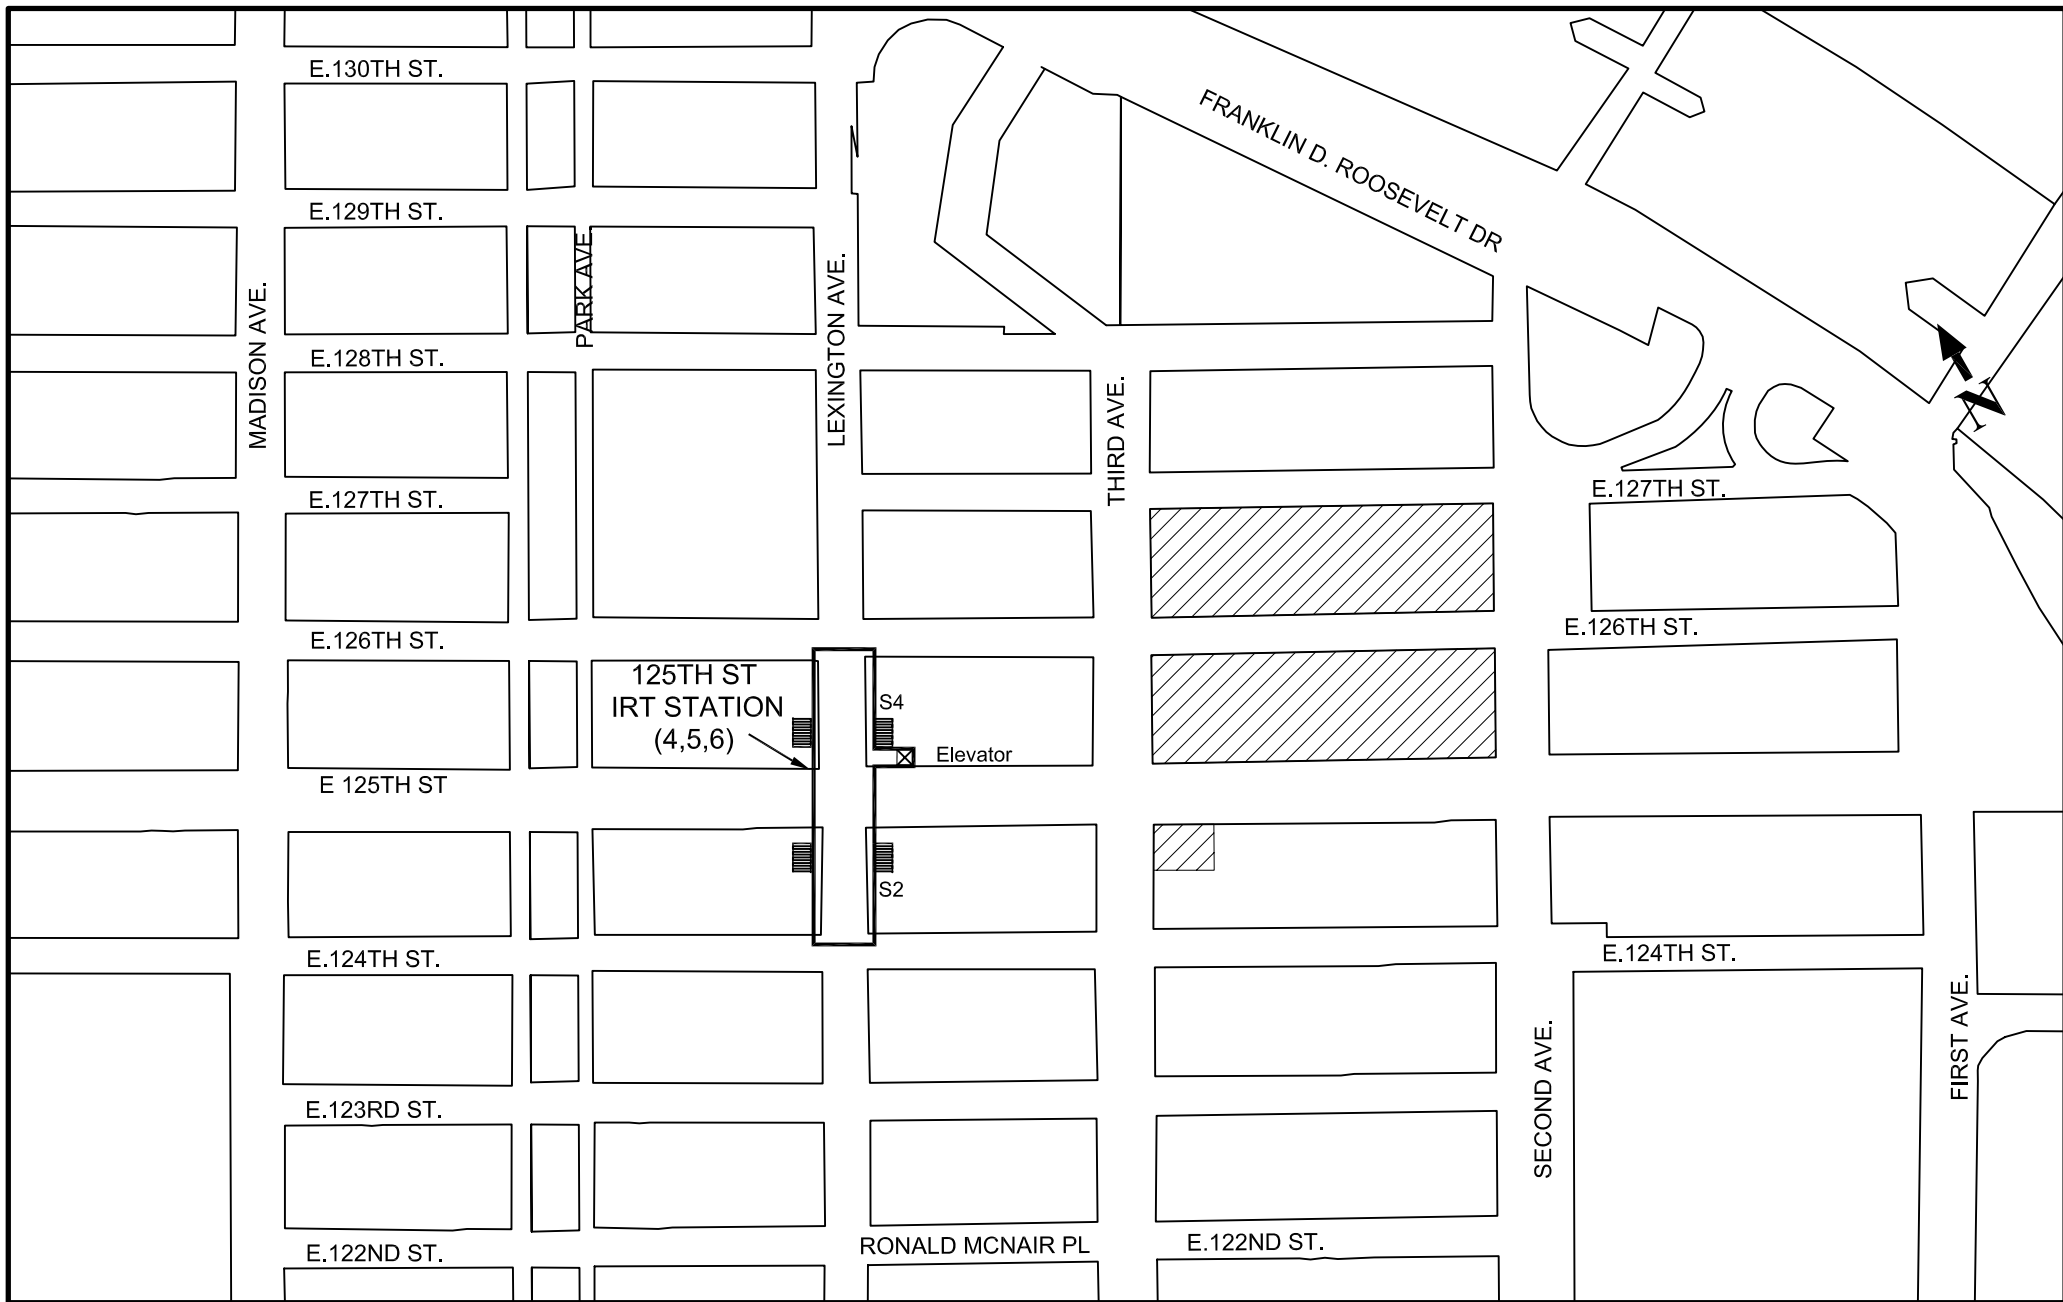 E.130TH ST.
FRANKLIN D. ROOSEVELT DR
E.129TH ST.
PARK AVE
MADISON AVE.
LEXINGTON AVE.
E.128TH ST.
THIRD AVE.
N
E.127TH ST.
E.127TH ST.
E.126TH ST.
E.126TH ST.
125TH ST
IRT STATION
(4,5,6)
S4
Elevator
E 125TH ST
S2
E.124TH ST.
E.124TH ST.
FIRST AVE.
SECOND AVE.
E.123RD ST.
RONALD MCNAIR PL
E.122ND ST.
E.122ND ST.